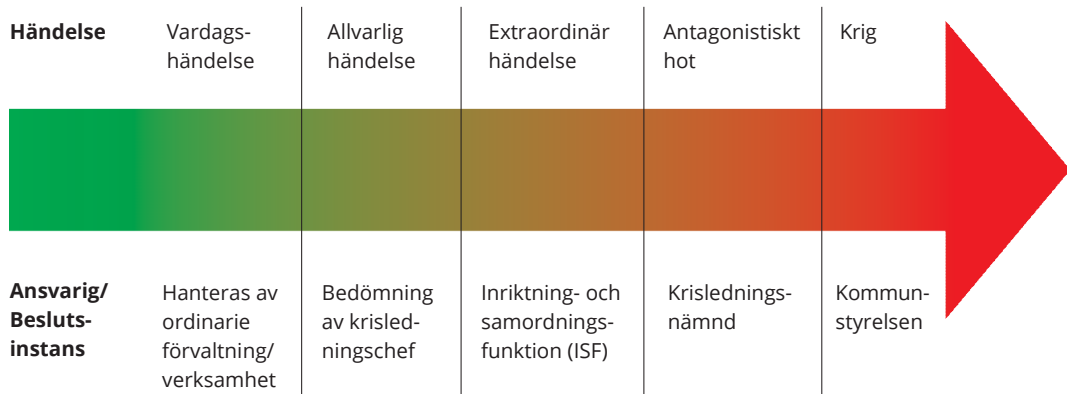 Händelse
Vardags-
händelse
Allvarlig
händelse
Extraordinär
händelse
Antagonistiskt
hot
Krig
Ansvarig/
Besluts-
instans
Hanteras av
ordinarie
förvaltning/
verksamhet
Bedömning
av krisled-
ningschef
Inriktning- och
samordnings-
funktion (ISF)
Krislednings-
nämnd
Kommun-
styrelsen